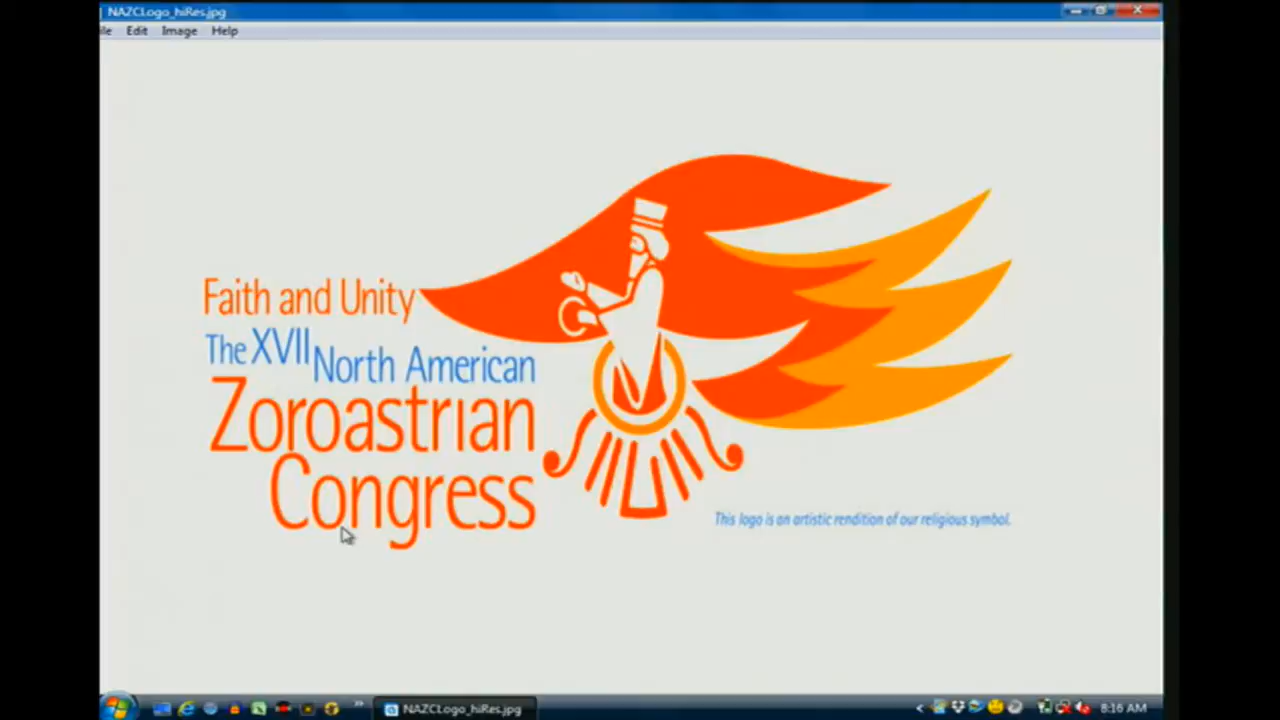 NAZCLogo_hiRes.jpg
ile Edit Image Help
Faith and Unity
The XVII North American
Zoroastrian
Congress
This logo is an artistic rendition of our religious symbol.
NAZCLogo_hiRes.jpg
8:16 AM